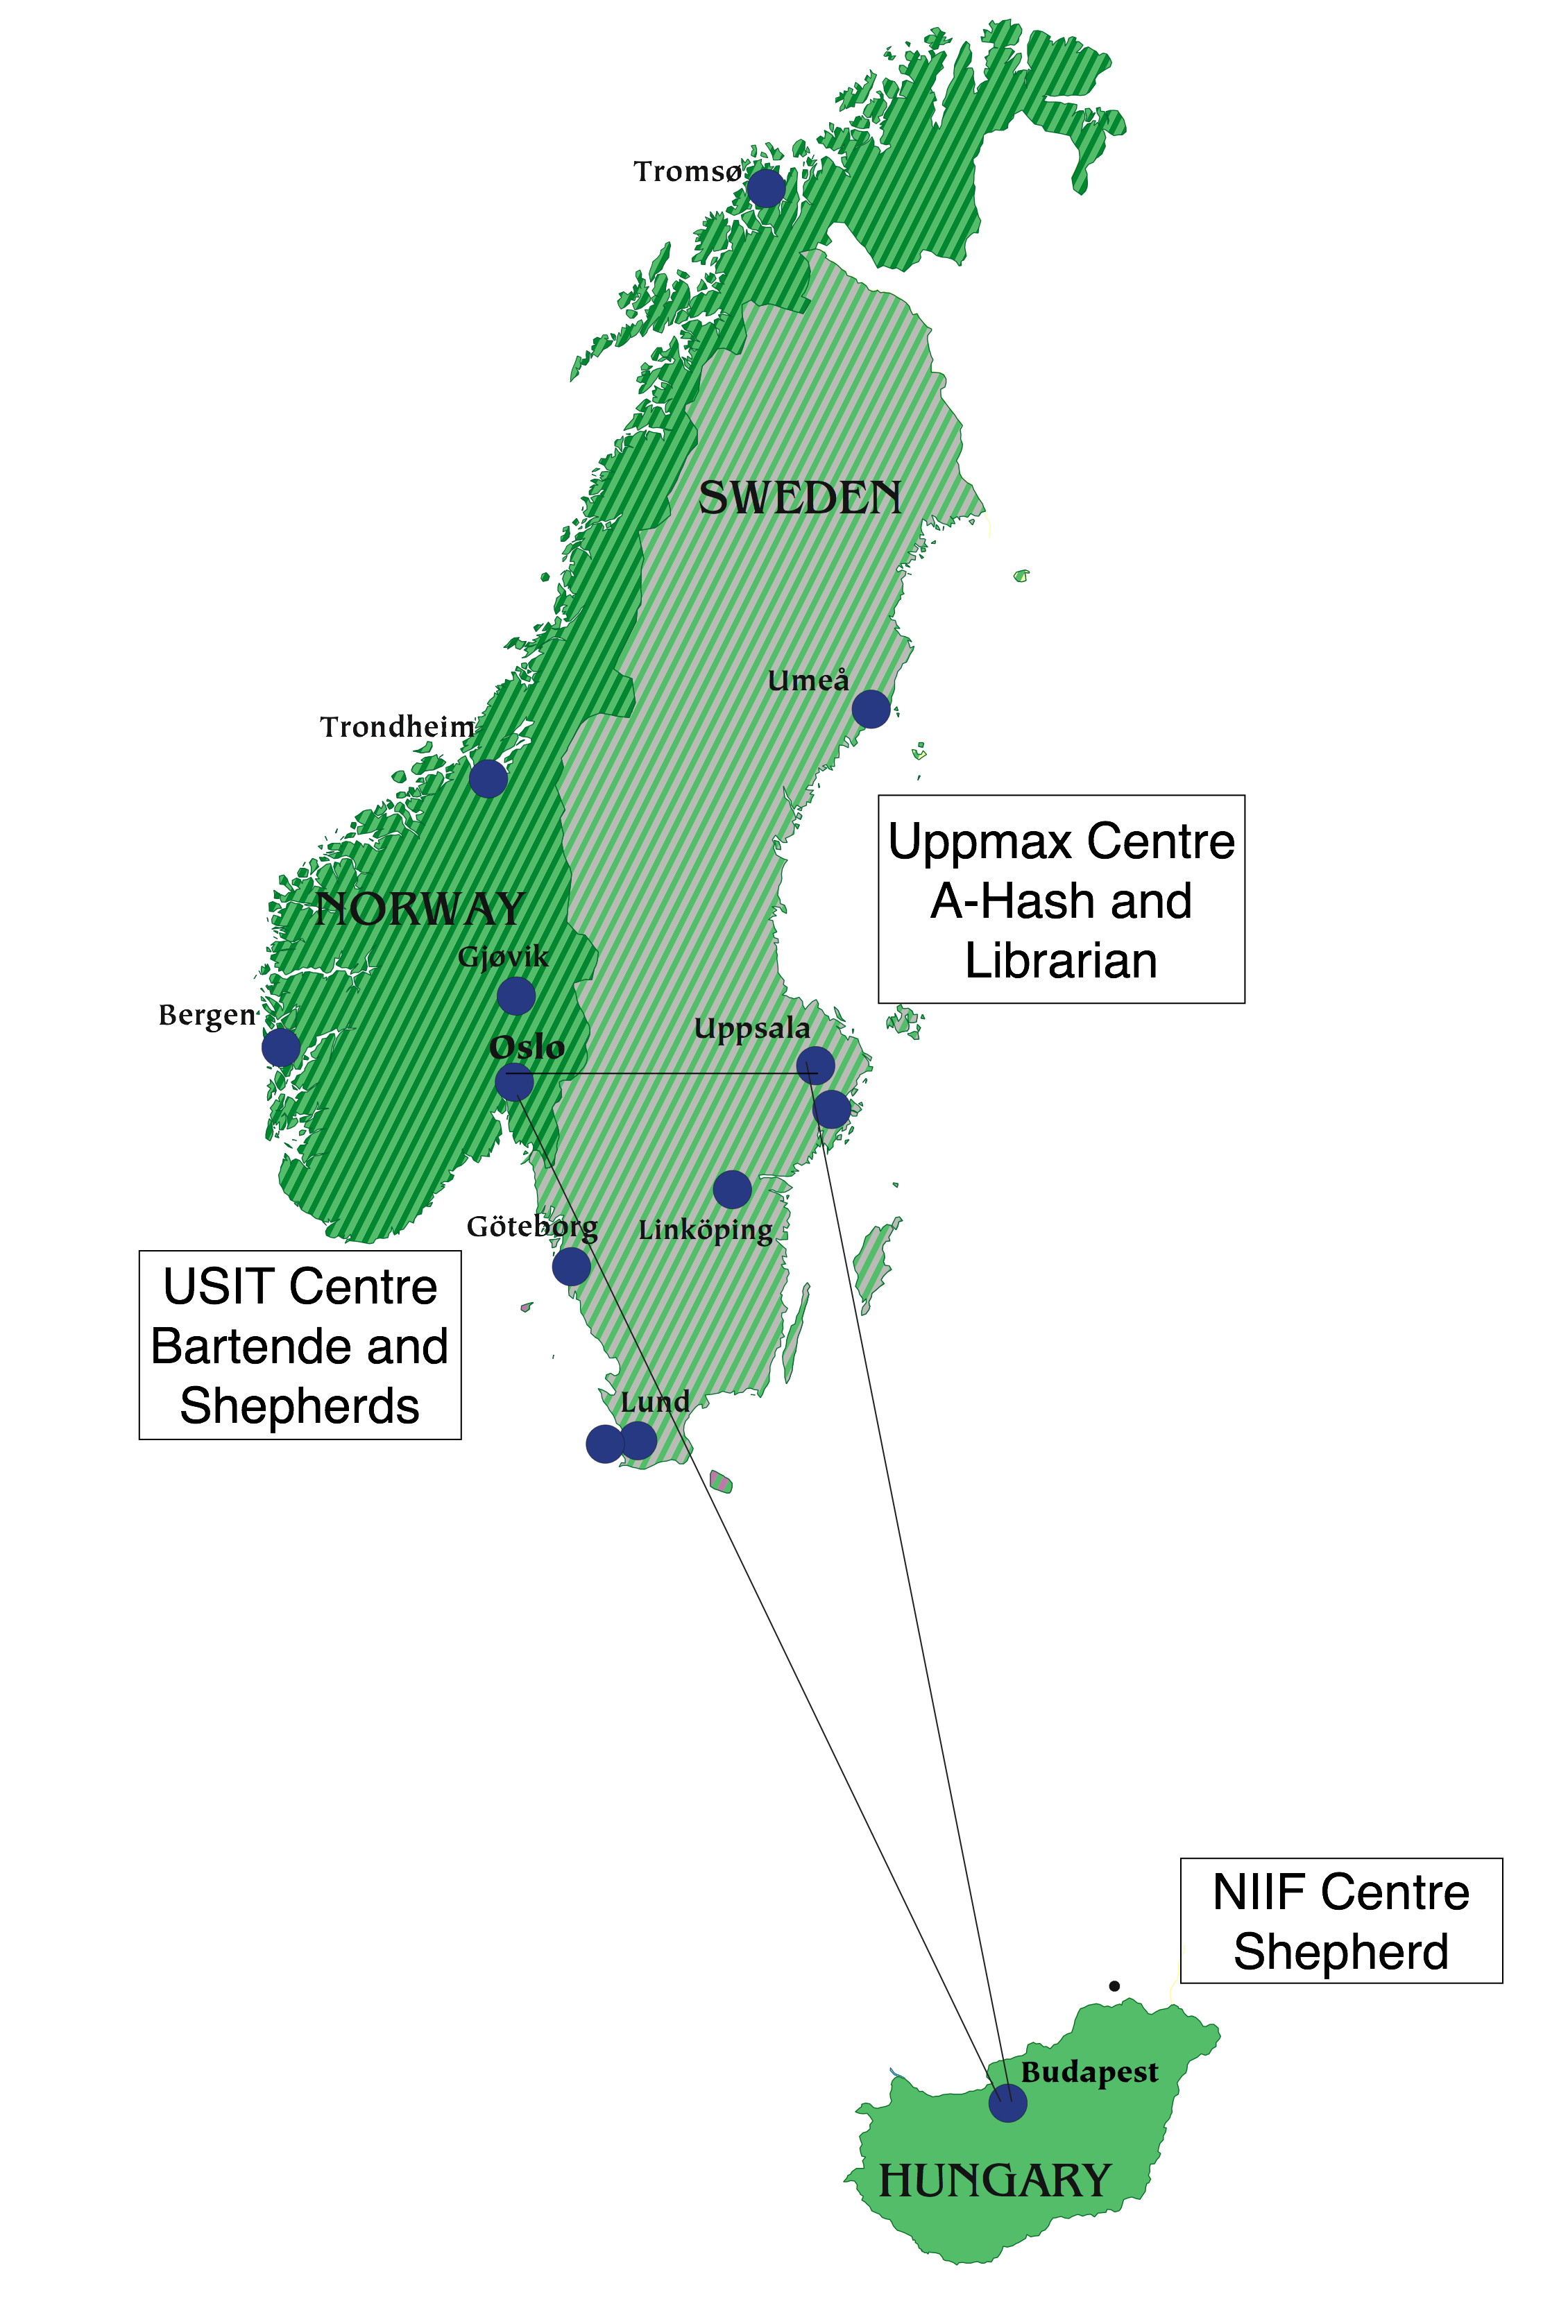 Tromsø
SWEDEN
Umeå
Trondheim
Uppmax Centre
A-Hash and
Librarian
NORWAY
Gjøvik
Bergen
Uppsala
Oslo
Göteborg
Linköping
USIT Centre
Bartende and
Shepherds
Lund
NIIF Centre
Shepherd
Budapest
HUNGARY